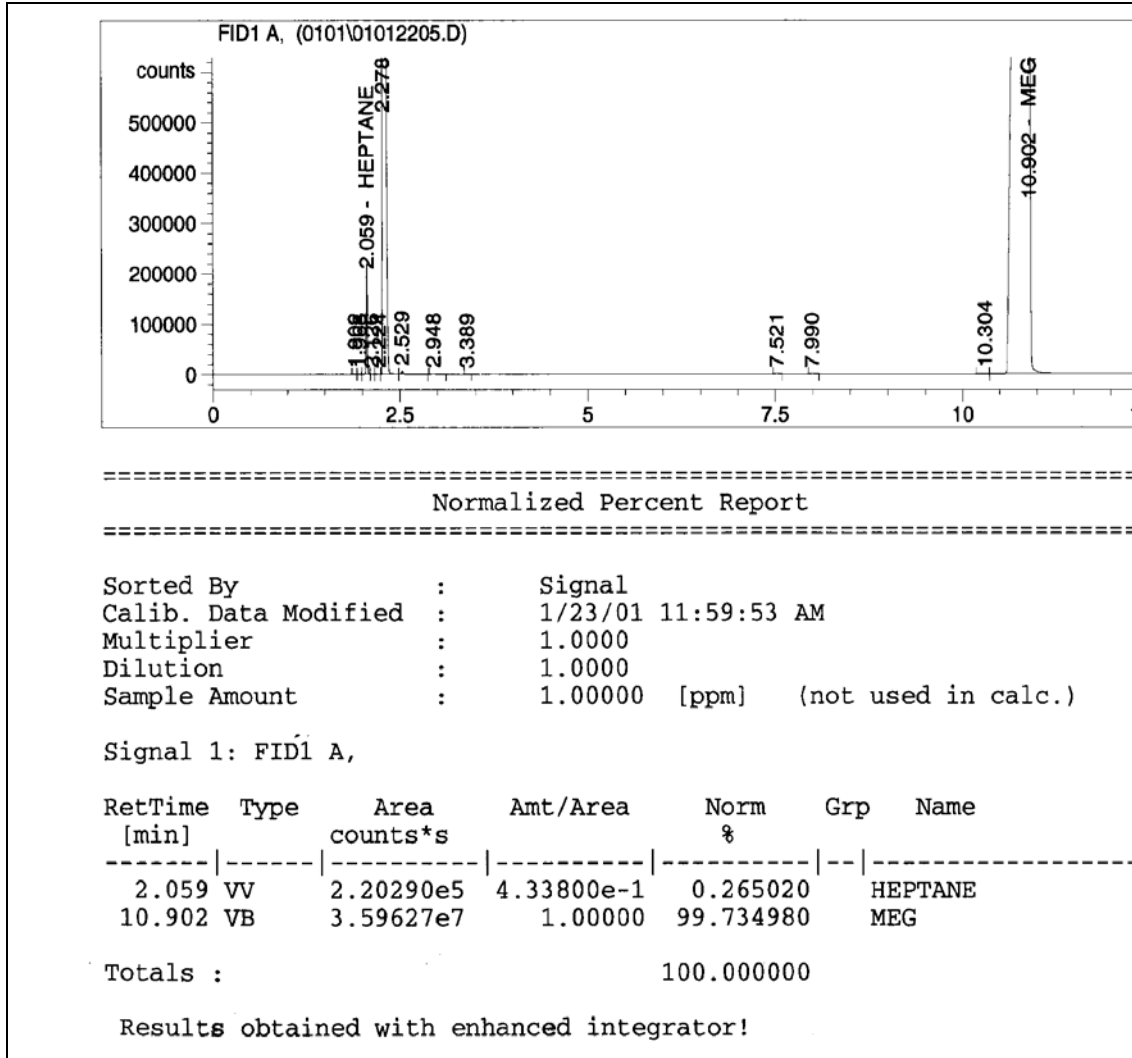 FID1 A, (0101\01012205.D)
counts
500000
400000
300000
200000
100000
0
2.059 - HEPTANE
2.224
2.278
2.529
2.948
3.389
7.521
7.990
10.304
10.902 - MEG
0 2.5 5 7.5 10
=====================================================================
Normalized Percent Report
=====================================================================
Sorted By : Signal
Calib. Data Modified : 1/23/01 11:59:53 AM
Multiplier : 1.0000
Dilution : 1.0000
Sample Amount : 1.00000 [ppm] (not used in calc.)
Signal 1: FID1 A,
RetTime Type Area Amt/Area Norm Grp Name
[min] counts*s %
-------|------|----------|----------|----------|--|------------------
2.059 VV 2.20290e5 4.33800e-1 0.265020 HEPTANE
10.902 VB 3.59627e7 1.00000 99.734980 MEG
Totals : 100.000000
Results obtained with enhanced integrator!